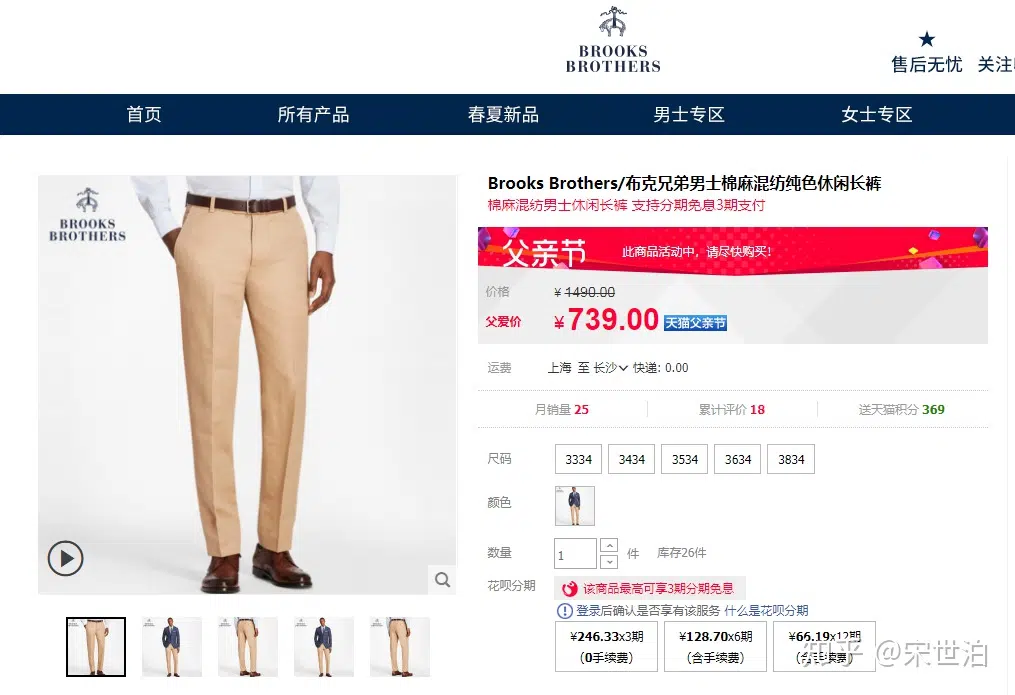 BROOKS
BROTHERS
售后无忧 关注
首页 所有产品 春夏新品 男士专区 女士专区
BROOKS
BROTHERS
Brooks Brothers/布克兄弟男士棉麻混纺纯色休闲长裤
棉麻混纺男士休闲长裤 支持分期免息3期支付
父亲节 此商品活动中，请尽快购买！
价格 ¥ 1490.00
父爱价 ¥ 739.00 天猫父亲节
运费 上海 至 长沙 快递: 0.00
月销量 25 累计评价 18 送天猫积分 369
尺码 3334 3434 3534 3634 3834
颜色
数量 1 件 库存26件
花呗分期 该商品最高可享3期分期免息
登录后确认是否享有该服务 什么是花呗分期
¥246.33x3期 ¥128.70x6期 ¥66.19x12期
(0手续费) (含手续费) (含手续费)
知乎 @宋世泊